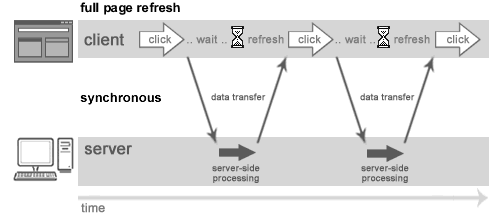 full page refresh
client
click
.. wait .. refresh
click
.. wait .. refresh
click
synchronous
data transfer
data transfer
server
server-side
processing
server-side
processing
time